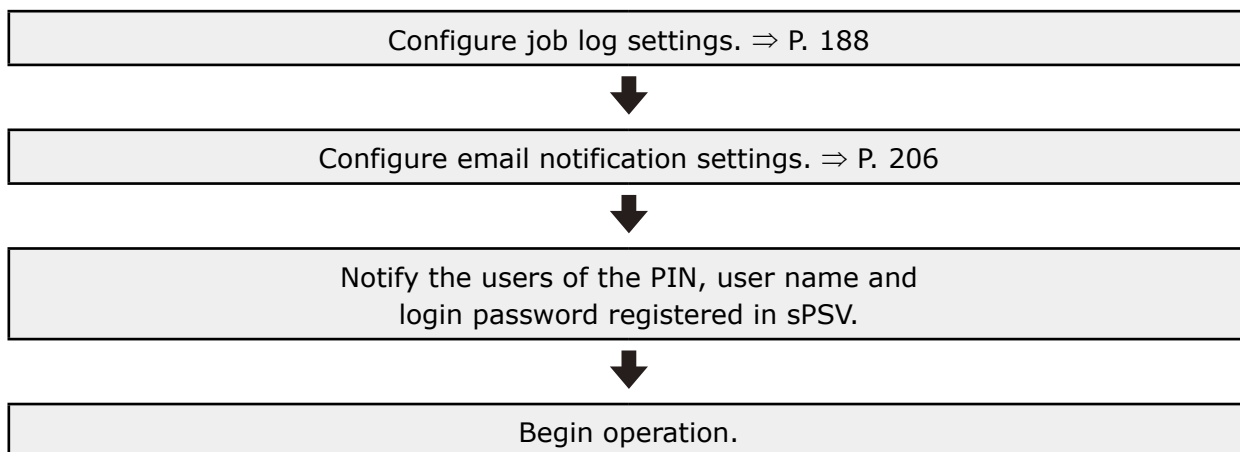 Configure job log settings. ⇒ P. 188
Configure email notification settings. ⇒ P. 206
Notify the users of the PIN, user name and
login password registered in sPSV.
Begin operation.